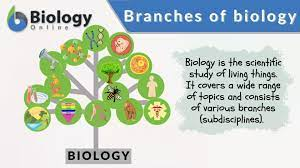 Biology
ONLINE
Branches of biology
Biology is the scientific
study of living things.
It covers a wide range
of topics and consists
of various branches
(subdisciplines).
BIOLOGY